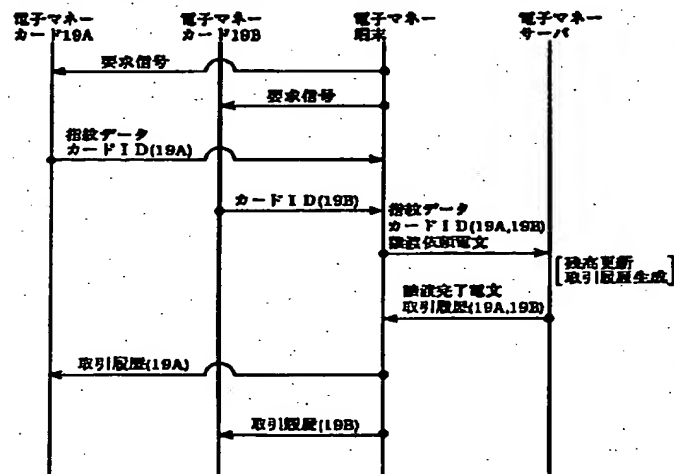 電子マネー
カード19A
電子マネー
カード19B
電子マネー
端末
電子マネー
サーバ
要求信号
要求信号
指紋データ
カードID(19A)
カードID(19B)
指紋データ
カードID(19A,19B)
譲渡依頼電文
残高更新
取引履歴生成
譲渡完了電文
取引履歴(19A,19B)
取引履歴(19A)
取引履歴(19B)